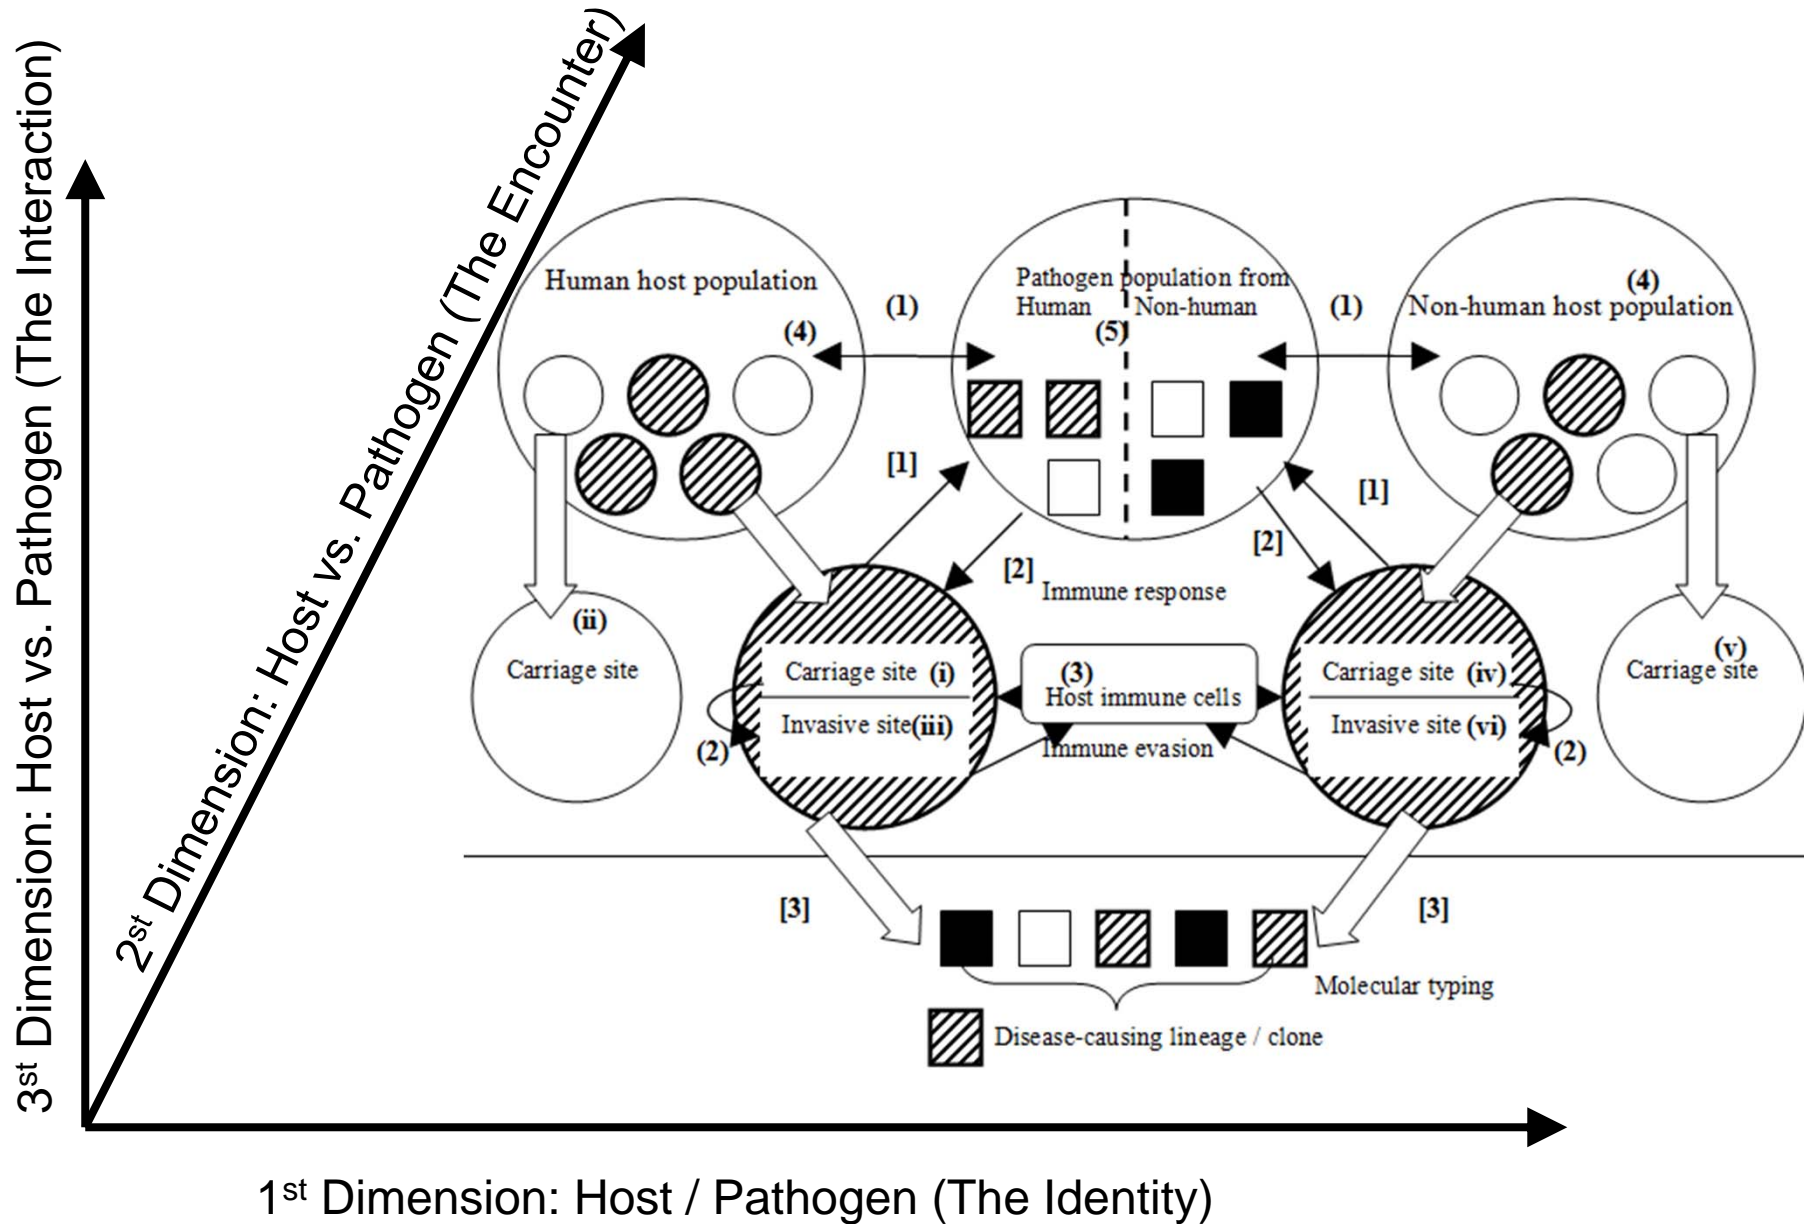 3st Dimension: Host vs. Pathogen (The Interaction)
2st Dimension: Host vs. Pathogen (The Encounter)
1st Dimension: Host / Pathogen (The Identity)
Human host population
(4)
(1)
Pathogen population from
Human
Non-human
(5)
(1)
(4)
Non-human host population
[1]
[2]
[2]
[1]
Immune response
(ii)
Carriage site
Carriage site (i)
Invasive site(iii)
(2)
(3)
Host immune cells
Immune evasion
Carriage site (iv)
Invasive site (vi)
(2)
(v)
Carriage site
[3]
[3]
Molecular typing
Disease-causing lineage / clone